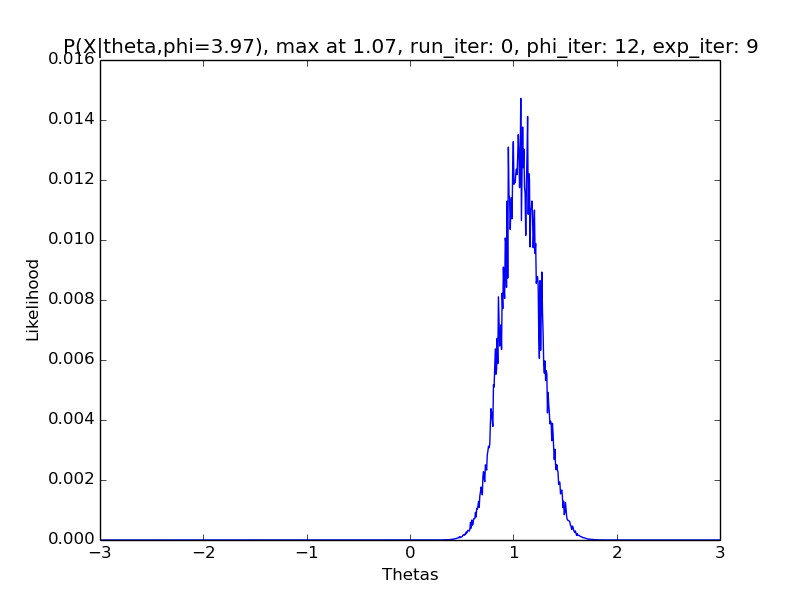 P(X|theta,phi=3.97), max at 1.07, run_iter: 0, phi_iter: 12, exp_iter: 9
0.016
0.014
0.012
0.010
0.008
0.006
0.004
0.002
0.000
Likelihood
−3 −2 −1 0 1 2 3
Thetas